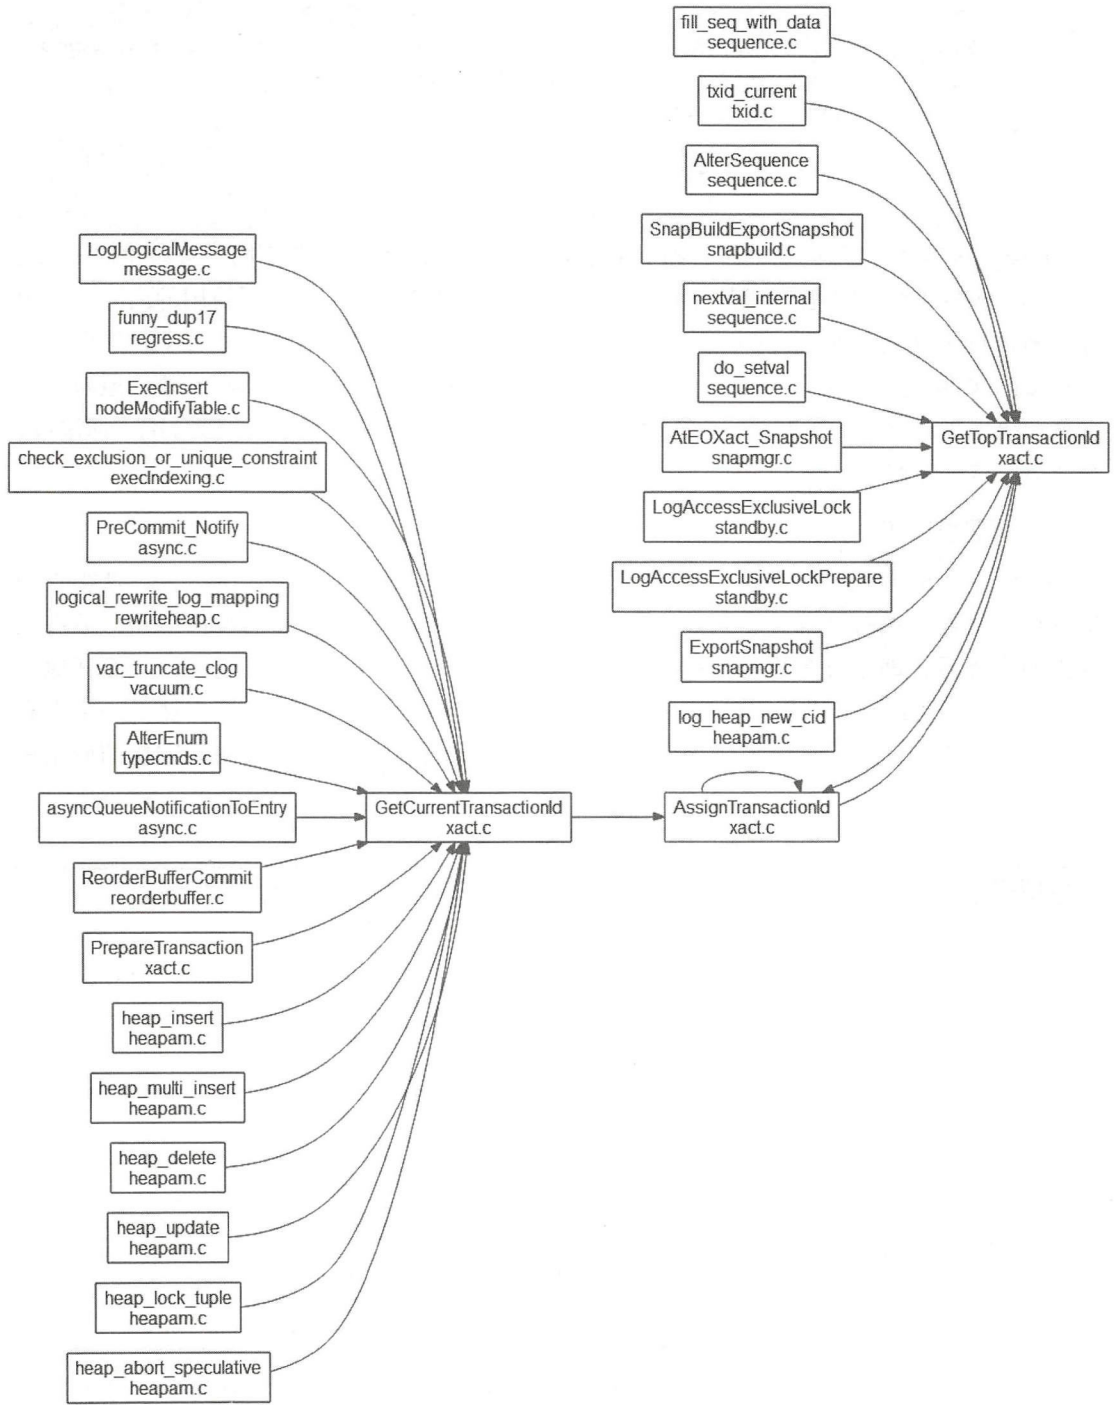 fill_seq_with_data
sequence.c
txid_current
txid.c
AlterSequence
sequence.c
SnapBuildExportSnapshot
snapbuild.c
nextval_internal
sequence.c
do_setval
sequence.c
AtEOXact_Snapshot
snapmgr.c
LogAccessExclusiveLock
standby.c
LogAccessExclusiveLockPrepare
standby.c
ExportSnapshot
snapmgr.c
log_heap_new_cid
heapam.c
GetTopTransactionId
xact.c
LogLogicalMessage
message.c
funny_dup17
regress.c
ExecInsert
nodeModifyTable.c
check_exclusion_or_unique_constraint
execIndexing.c
PreCommit_Notify
async.c
logical_rewrite_log_mapping
rewriteheap.c
vac_truncate_clog
vacuum.c
AlterEnum
typecmds.c
asyncQueueNotificationToEntry
async.c
ReorderBufferCommit
reorderbuffer.c
PrepareTransaction
xact.c
heap_insert
heapam.c
heap_multi_insert
heapam.c
heap_delete
heapam.c
heap_update
heapam.c
heap_lock_tuple
heapam.c
heap_abort_speculative
heapam.c
GetCurrentTransactionId
xact.c
AssignTransactionId
xact.c